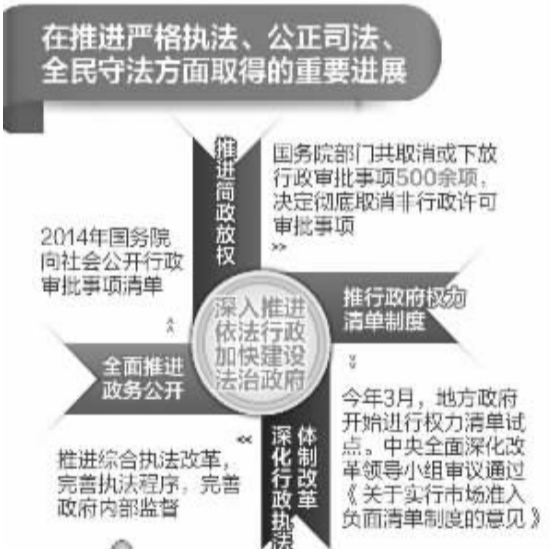 在推进严格执法、公正司法、
全民守法方面取得的重要进展
推进简政放权
国务院部门共取消或下放
行政审批事项500余项,
决定彻底取消非行政许可
审批事项
2014年国务院
向社会公开行政
审批事项清单
深入推进
依法行政
加快建设
法治政府
推行政府权力
清单制度
全面推进
政务公开
今年3月，地方政府
开始进行权力清单试
点。中央全面深化改
革领导小组审议通过
《关于实行市场准入
负面清单制度的意见》
深化行政执法
体制改革
推进综合执法改革，
完善执法程序，完善
政府内部监督